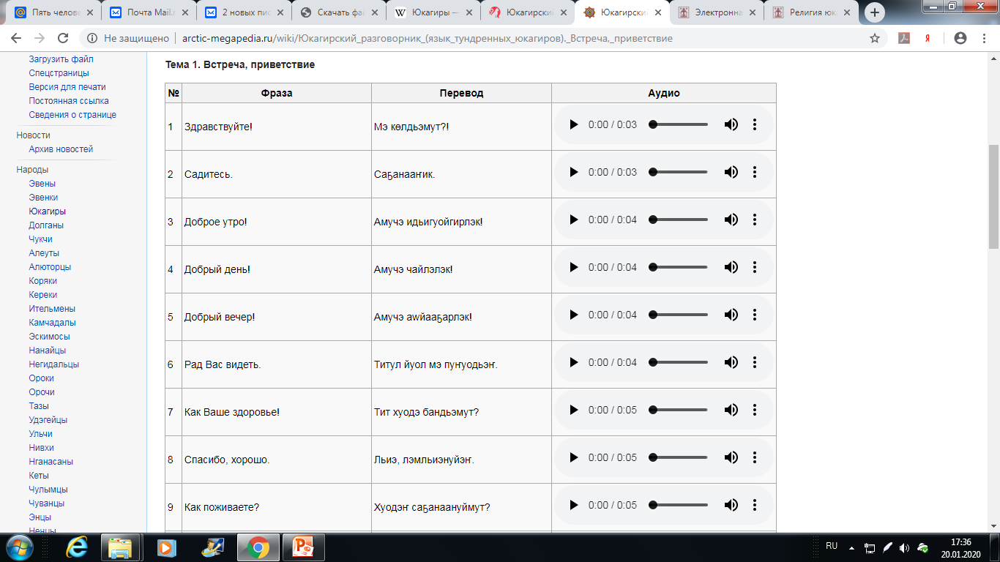 Пять челове
Почта Mail.r
2 новых пис
Скачать фай
Юкагиры —
Юкагирский
Юкагирски
Электронна
Религия юк
Не защищено
arctic-megapedia.ru/wiki/Юкагирский_разговорник_(язык_тундренных_юкагиров)._Встреча,_приветствие
Загрузить файл
Спецстраницы
Версия для печати
Постоянная ссылка
Сведения о странице
Новости
Архив новостей
Народы
Эвены
Эвенки
Юкагиры
Долганы
Чукчи
Алеуты
Алюторцы
Коряки
Кереки
Ительмены
Камчадалы
Эскимосы
Нанайцы
Негидальцы
Ороки
Орочи
Тазы
Удэгейцы
Ульчи
Нивхи
Нганасаны
Кеты
Чулымцы
Чуванцы
Энцы
Ненцы
Тема 1. Встреча, приветствие
№ Фраза Перевод Аудио
1 Здравствуйте! Мэ көлдьэмут?! 0:00 / 0:03
2 Садитесь. Саҕанааҥик. 0:00 / 0:03
3 Доброе утро! Амучэ идьигуойгирлэк! 0:00 / 0:04
4 Добрый день! Амучэ чайлэлэк! 0:00 / 0:04
5 Добрый вечер! Амучэ аwйааҕарлэк! 0:00 / 0:04
6 Рад Вас видеть. Титул йуол мэ пуҥуодьэҥ. 0:00 / 0:04
7 Как Ваше здоровье! Тит хуодэ бандьэмут? 0:00 / 0:05
8 Спасибо, хорошо. Льиэ, лэмльиэнуйэҥ. 0:00 / 0:05
9 Как поживаете? Хуодэҥ саҕанаануймут? 0:00 / 0:05
RU
17:36
20.01.2020